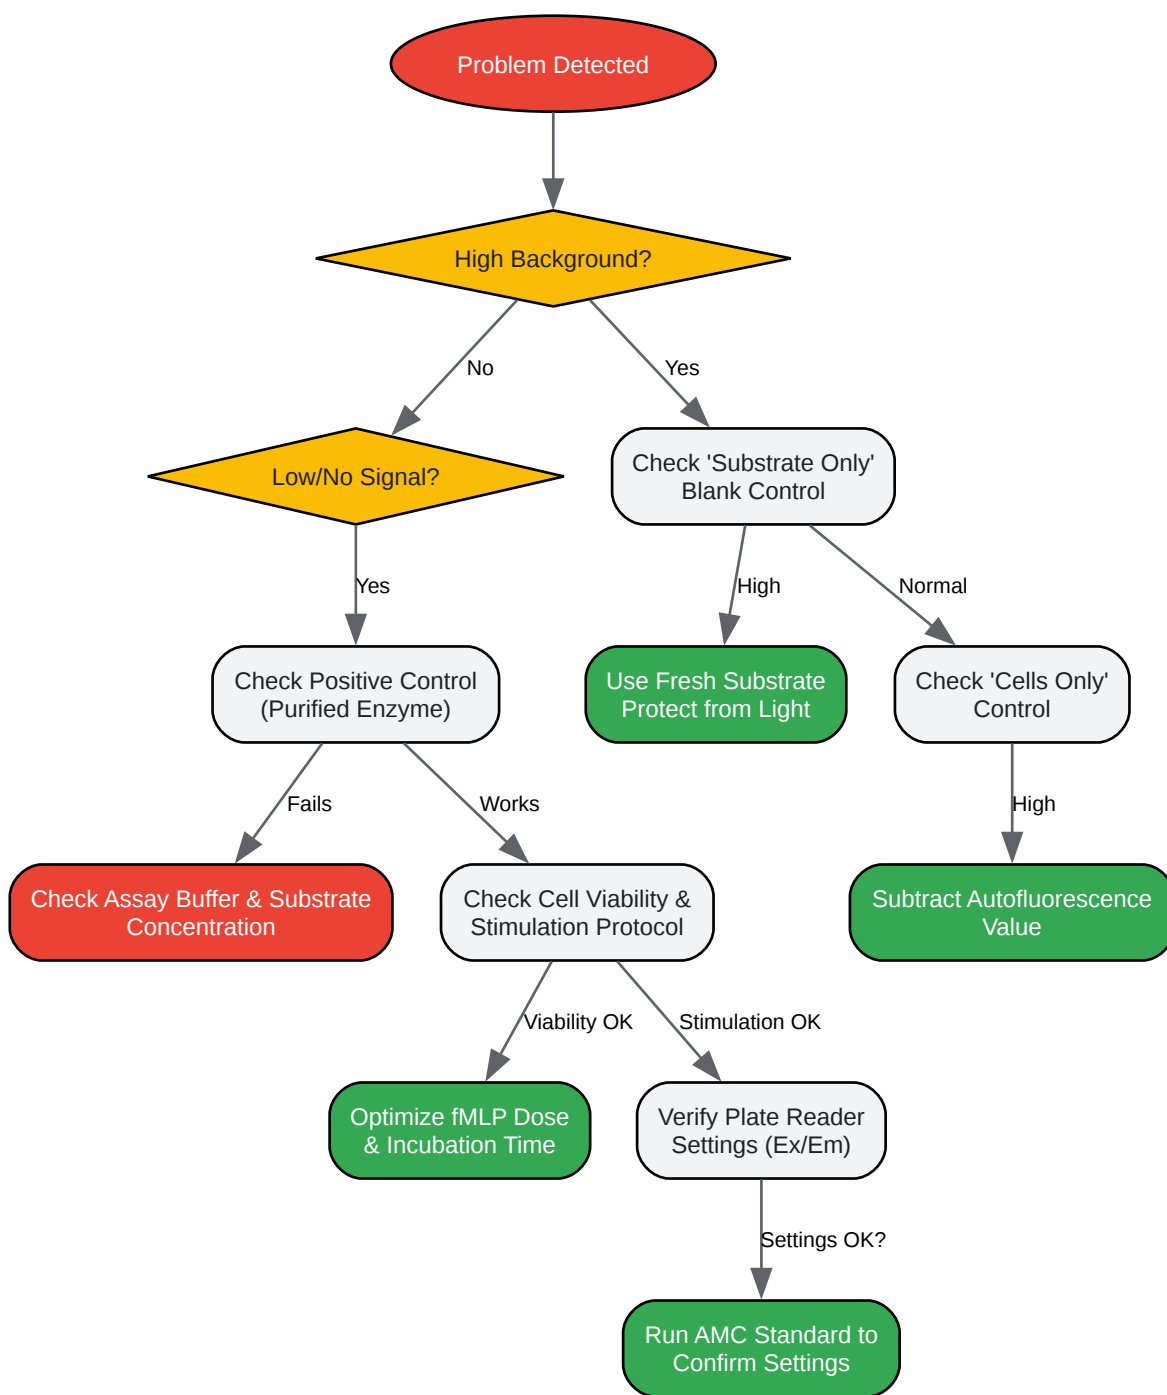 Problem Detected
High Background?
No
Yes
Low/No Signal?
Check 'Substrate Only'
Blank Control
Yes
High
Normal
Check Positive Control
(Purified Enzyme)
Use Fresh Substrate
Protect from Light
Check 'Cells Only'
Control
Fails
Works
High
Check Assay Buffer & Substrate
Concentration
Check Cell Viability &
Stimulation Protocol
Subtract Autofluorescence
Value
Viability OK
Stimulation OK
Optimize fMLP Dose
& Incubation Time
Verify Plate Reader
Settings (Ex/Em)
Settings OK?
Run AMC Standard to
Confirm Settings